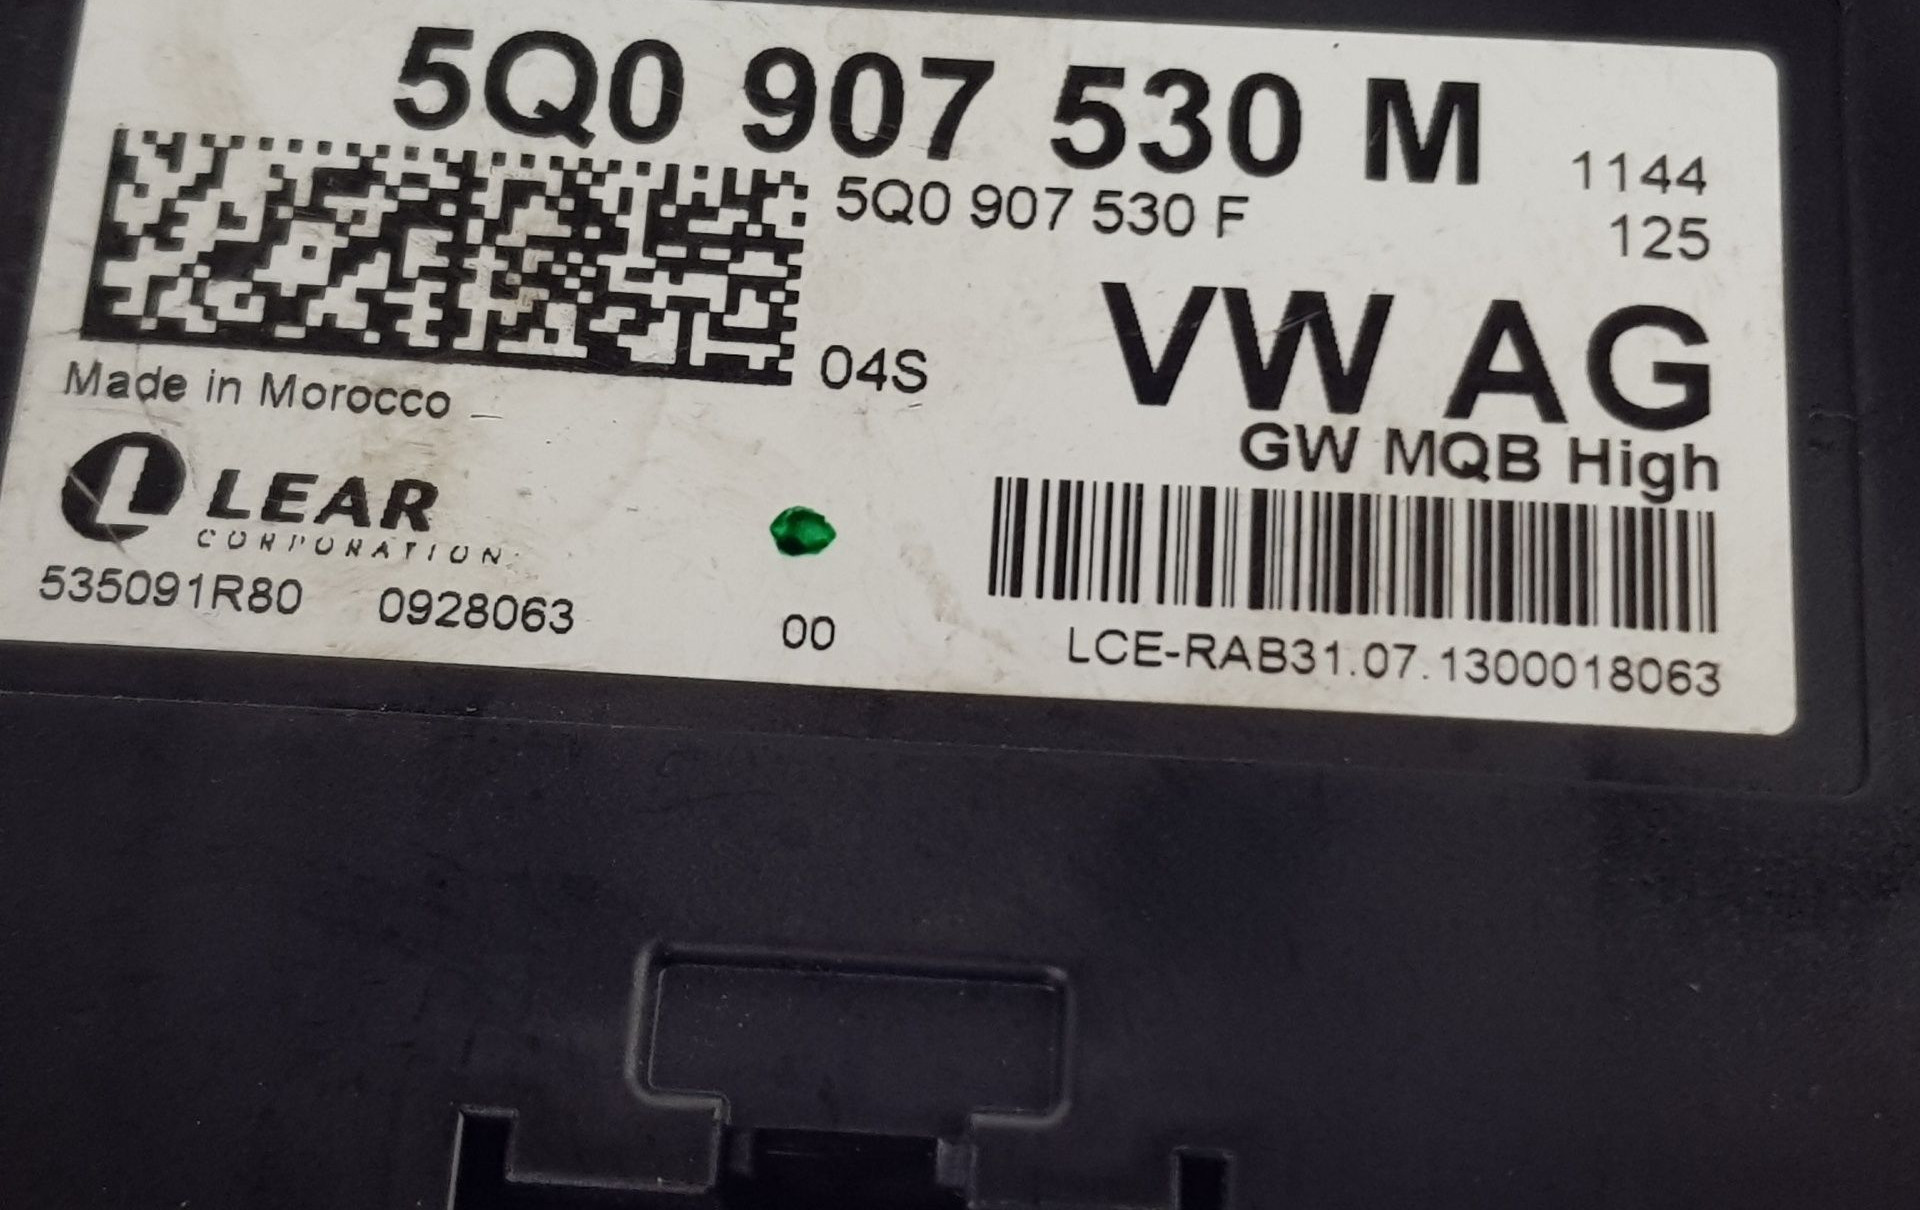 5Q0 907 530 M
1144
5Q0 907 530 F
125
VW AG
04S
Made in Morocco _
GW MQB High
LEAR
CORPORATION
535091R80 0928063
00
LCE-RAB31.07.1300018063